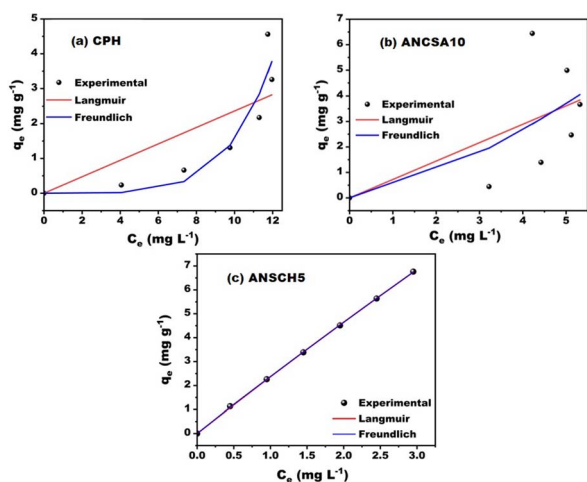 (a) CPH
Experimental
Langmuir
Freundlich
qe (mg g-1)
5
4
3
2
1
0
0 2 4 6 8 10 12
Ce (mg L-1)
(b) ANCSA10
Experimental
Langmuir
Freundlich
qe (mg g-1)
7
6
5
4
3
2
1
0
0 1 2 3 4 5
Ce (mg L-1)
(c) ANSCH5
Experimental
Langmuir
Freundlich
qe (mg g-1)
7
6
5
4
3
2
1
0
0.0 0.5 1.0 1.5 2.0 2.5 3.0
Ce (mg L-1)